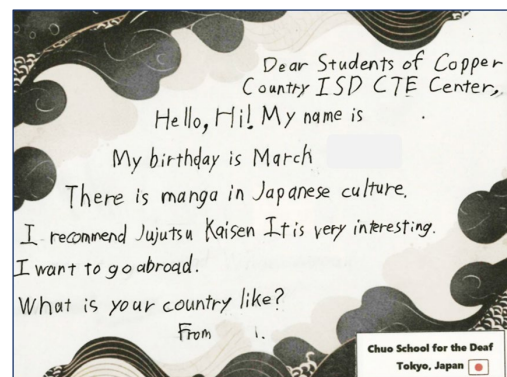 Dear Students of Copper
Country ISD CTE Center,
Hello, Hi! My name is
My birthday is March
There is manga in Japanese culture.
I recommend Jujutsu Kaisen It is very interesting.
I want to go abroad.
What is your country like?
From
Chuo School for the Deaf
Tokyo, Japan